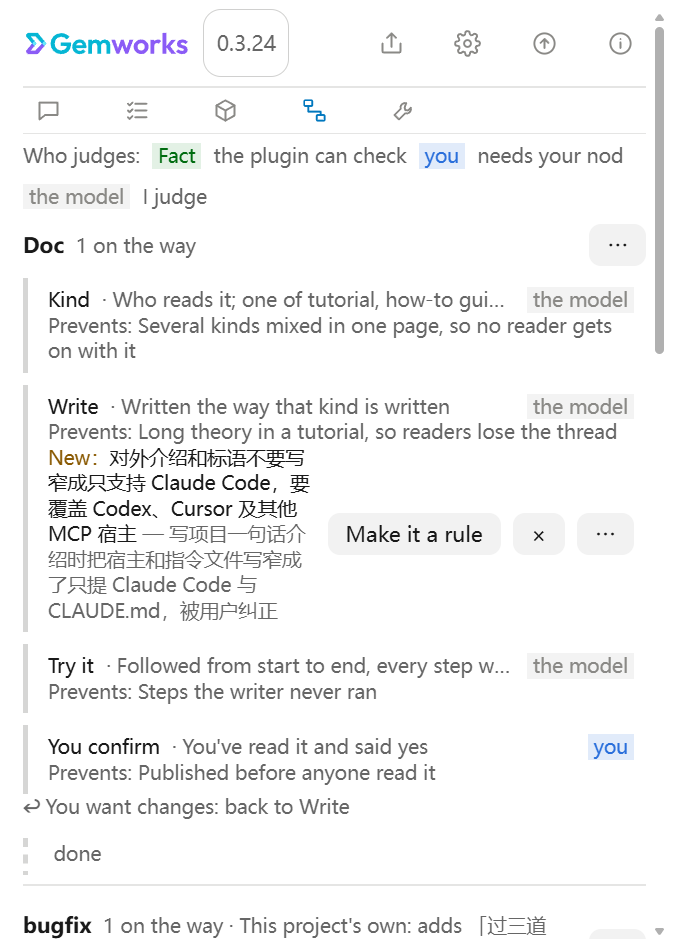 Gemworks 0.3.24
Who judges: Fact the plugin can check you needs your nod
the model I judge
Doc 1 on the way ...
Kind · Who reads it; one of tutorial, how-to gui... the model
Prevents: Several kinds mixed in one page, so no reader gets
on with it
Write · Written the way that kind is written the model
Prevents: Long theory in a tutorial, so readers lose the thread
New：对外介绍和标语不要写
窄成只支持 Claude Code，要
覆盖 Codex、Cursor 及其他
MCP 宿主 — 写项目一句话介
绍时把宿主和指令文件写窄成
了只提 Claude Code 与
CLAUDE.md，被用户纠正
Make it a rule × ...
Try it · Followed from start to end, every step w... the model
Prevents: Steps the writer never ran
You confirm · You've read it and said yes you
Prevents: Published before anyone read it
↩ You want changes: back to Write
done
bugfix 1 on the way · This project's own: adds 「过三道